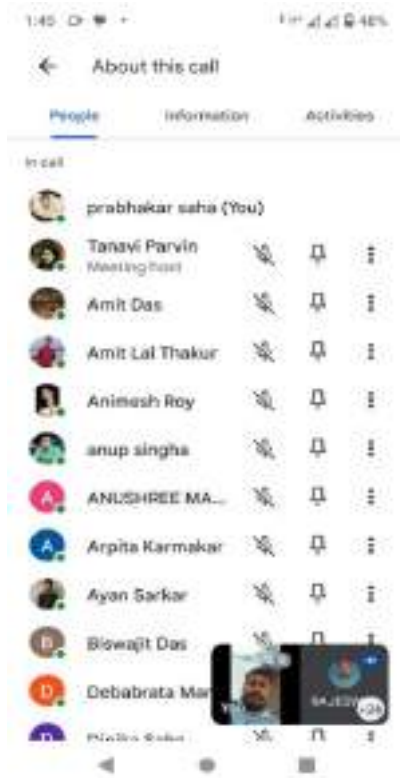 1:45
48%
About this call
People Information Activities
In call
prabhakar saha (You)
Tanavi Parvin
Meeting host
Amit Das
Amit Lal Thakur
Animesh Roy
anup singha
A ANUSHREE MA...
A Arpita Karmakar
Ayan Sarkar
B Biswajit Das
D Debabrata
D